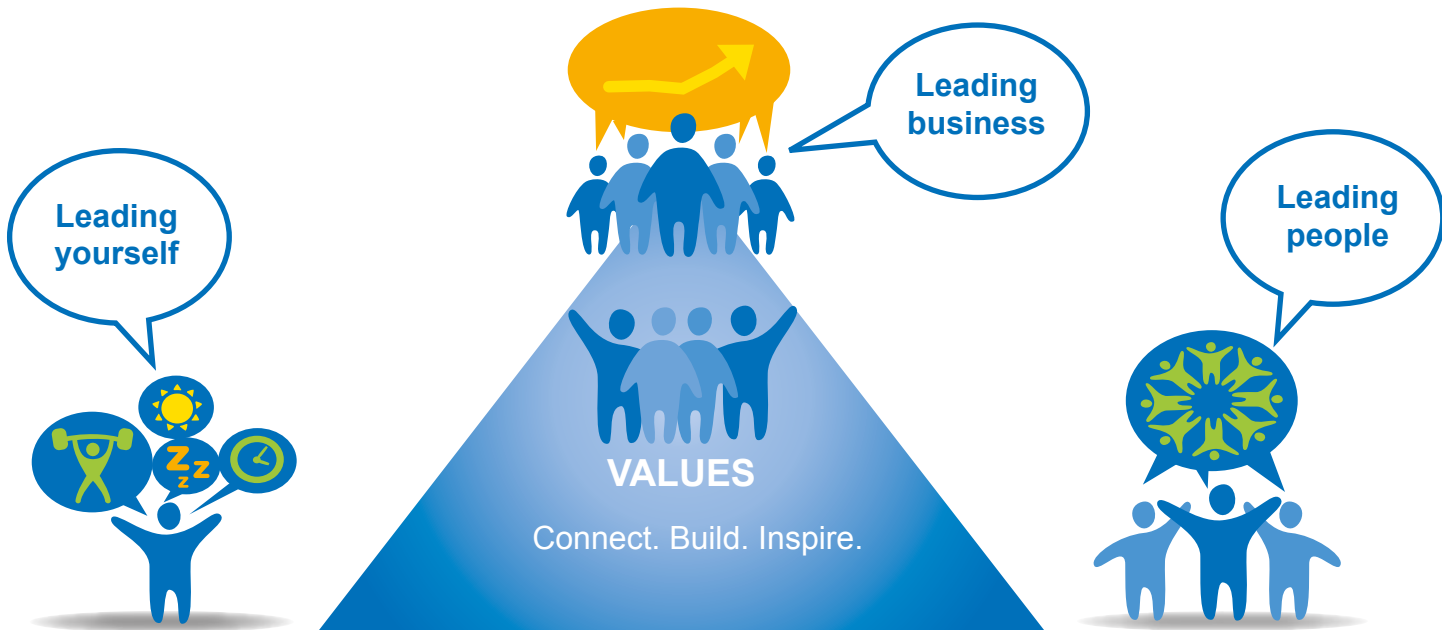 Leading
yourself
Leading
business
Leading
people
Z
Z
Z
VALUES
Connect. Build. Inspire.